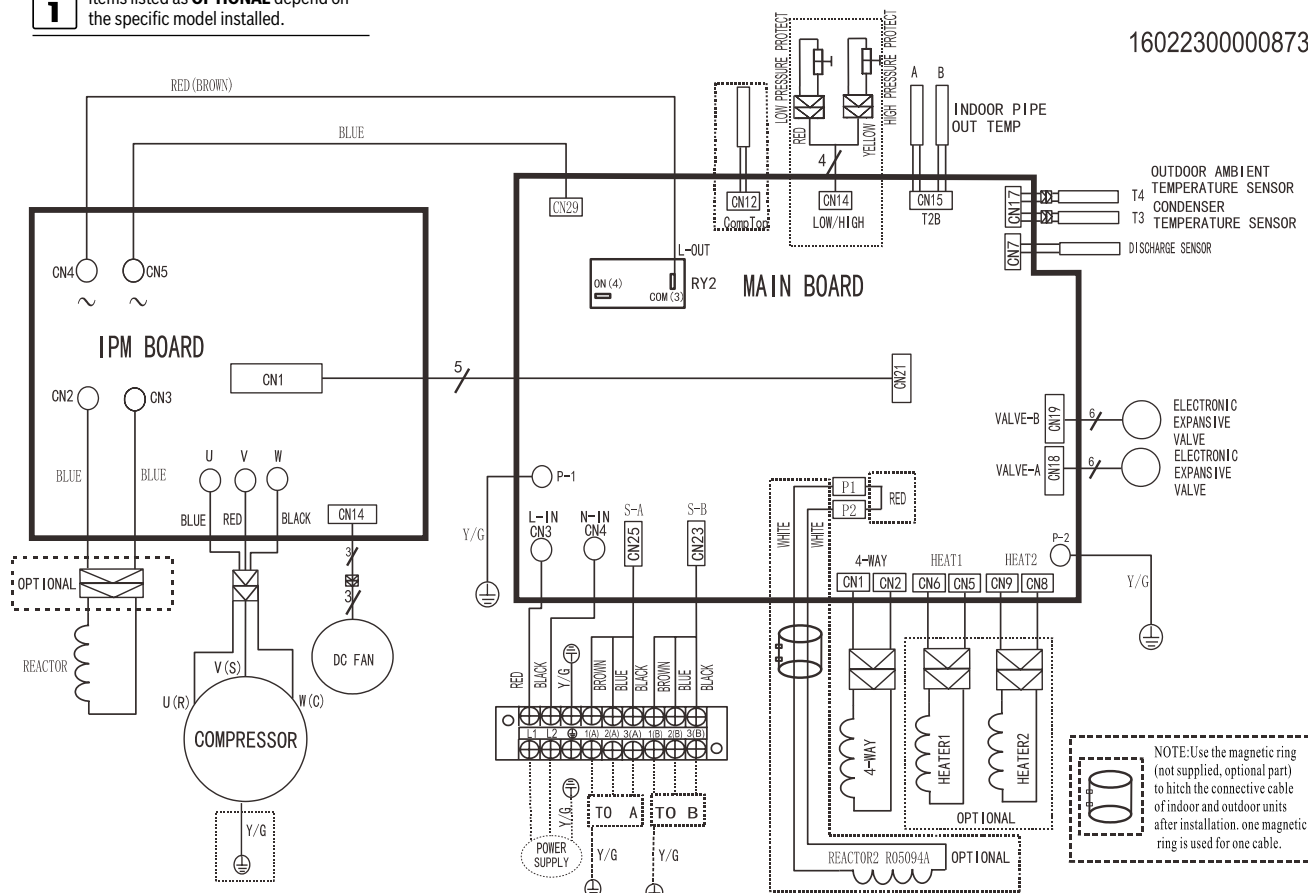 1
Items listed as OPTIONAL depend on
the specific model installed.
16022300000873
RED(BROWN)
BLUE
LOW PRESSURE PROTECT
HIGH PRESSURE PROTECT
RED
YELLOW
4
A B
INDOOR PIPE
OUT TEMP
CN12
CompTop
CN14
LOW/HIGH
CN15
T2B
CN17
T4
OUTDOOR AMBIENT
TEMPERATURE SENSOR
T3
CONDENSER
TEMPERATURE SENSOR
CN7
DISCHARGE SENSOR
CN29
L-OUT
ON(4)
COM(3)
RY2
MAIN BOARD
CN4
CN5
~ ~
IPM BOARD
CN1
5
CN21
CN2
CN3
BLUE
BLUE
U V W
BLUE
RED
BLACK
CN14
3
3
DC FAN
OPTIONAL
REACTOR
U(R)
V(S)
W(C)
COMPRESSOR
Y/G
VALVE-B
CN19
6
ELECTRONIC
EXPANSIVE
VALVE
VALVE-A
CN18
6
ELECTRONIC
EXPANSIVE
VALVE
P-1
Y/G
L-IN
CN3
N-IN
CN4
S-A
CN25
S-B
CN23
P1
P2
RED
WHITE
WHITE
P-2
Y/G
4-WAY
CN1 CN2
HEAT1
CN6 CN5
HEAT2
CN9 CN8
RED
BLACK
Y/G
BROWN
BLUE
BLACK
BROWN
BLUE
BLACK
L1 L2 1(A) 2(A) 3(A) 1(B) 2(B) 3(B)
POWER
SUPPLY
Y/G
TO A
TO B
Y/G
Y/G
4-WAY
HEATER1
HEATER2
OPTIONAL
REACTOR2 R05094A
OPTIONAL
NOTE:Use the magnetic ring
(not supplied, optional part)
to hitch the connective cable
of indoor and outdoor units
after installation. one magnetic
ring is used for one cable.